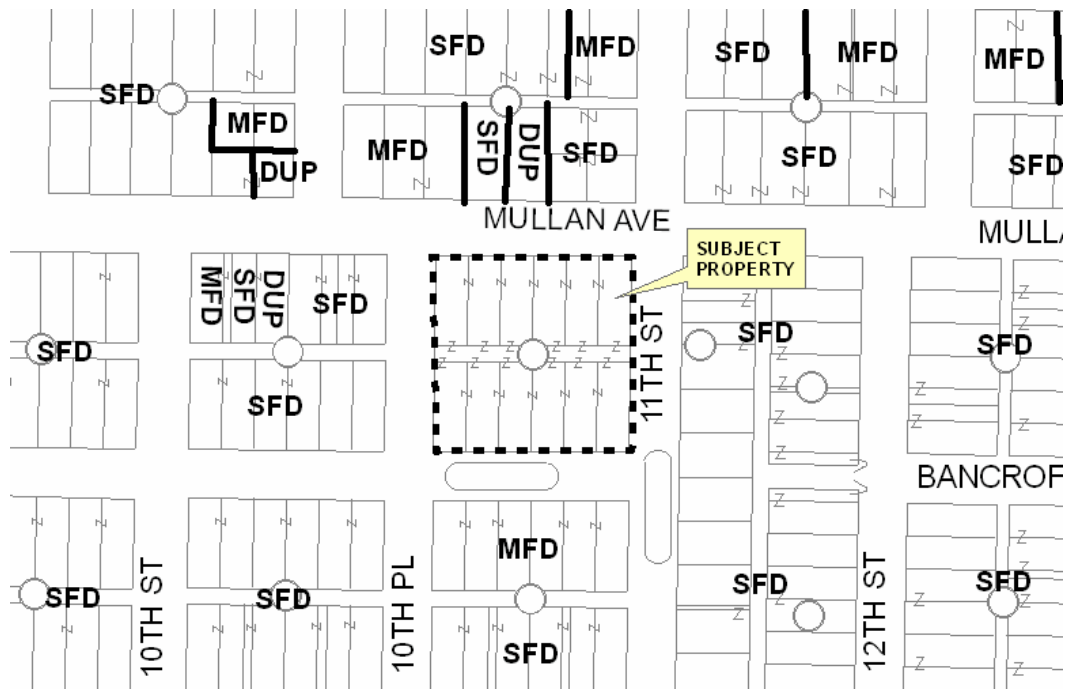 SFD
MFD
SFD
MFD
MFD
SFD
MFD
DUP
MFD
SFD
DUP
SFD
SFD
SFD
MULLAN AVE
MULLA
SUBJECT
PROPERTY
MFD
SFD
DUP
SFD
SFD
SFD
SFD
SFD
11TH ST
BANCROF
MFD
SFD
SFD
SFD
SFD
SFD
10TH ST
10TH PL
12TH ST